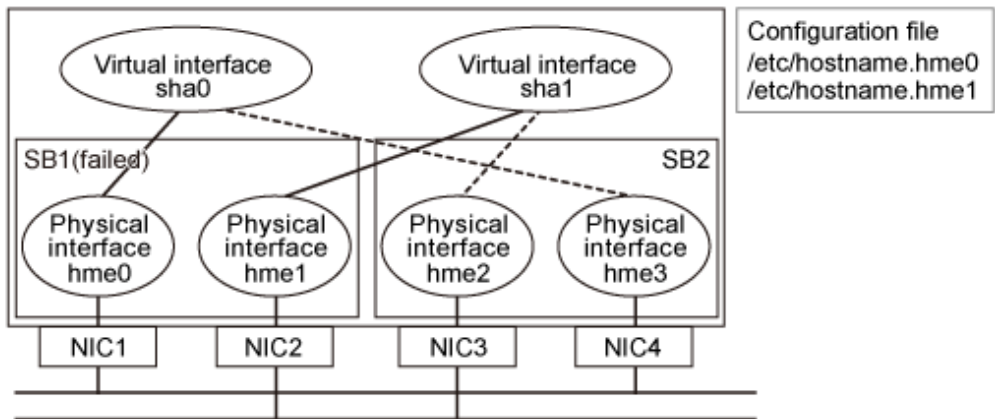 Virtual interface
sha0
Virtual interface
sha1
Configuration file
/etc/hostname.hme0
/etc/hostname.hme1
SB1(failed)
SB2
Physical
interface
hme0
Physical
interface
hme1
Physical
interface
hme2
Physical
interface
hme3
NIC1
NIC2
NIC3
NIC4